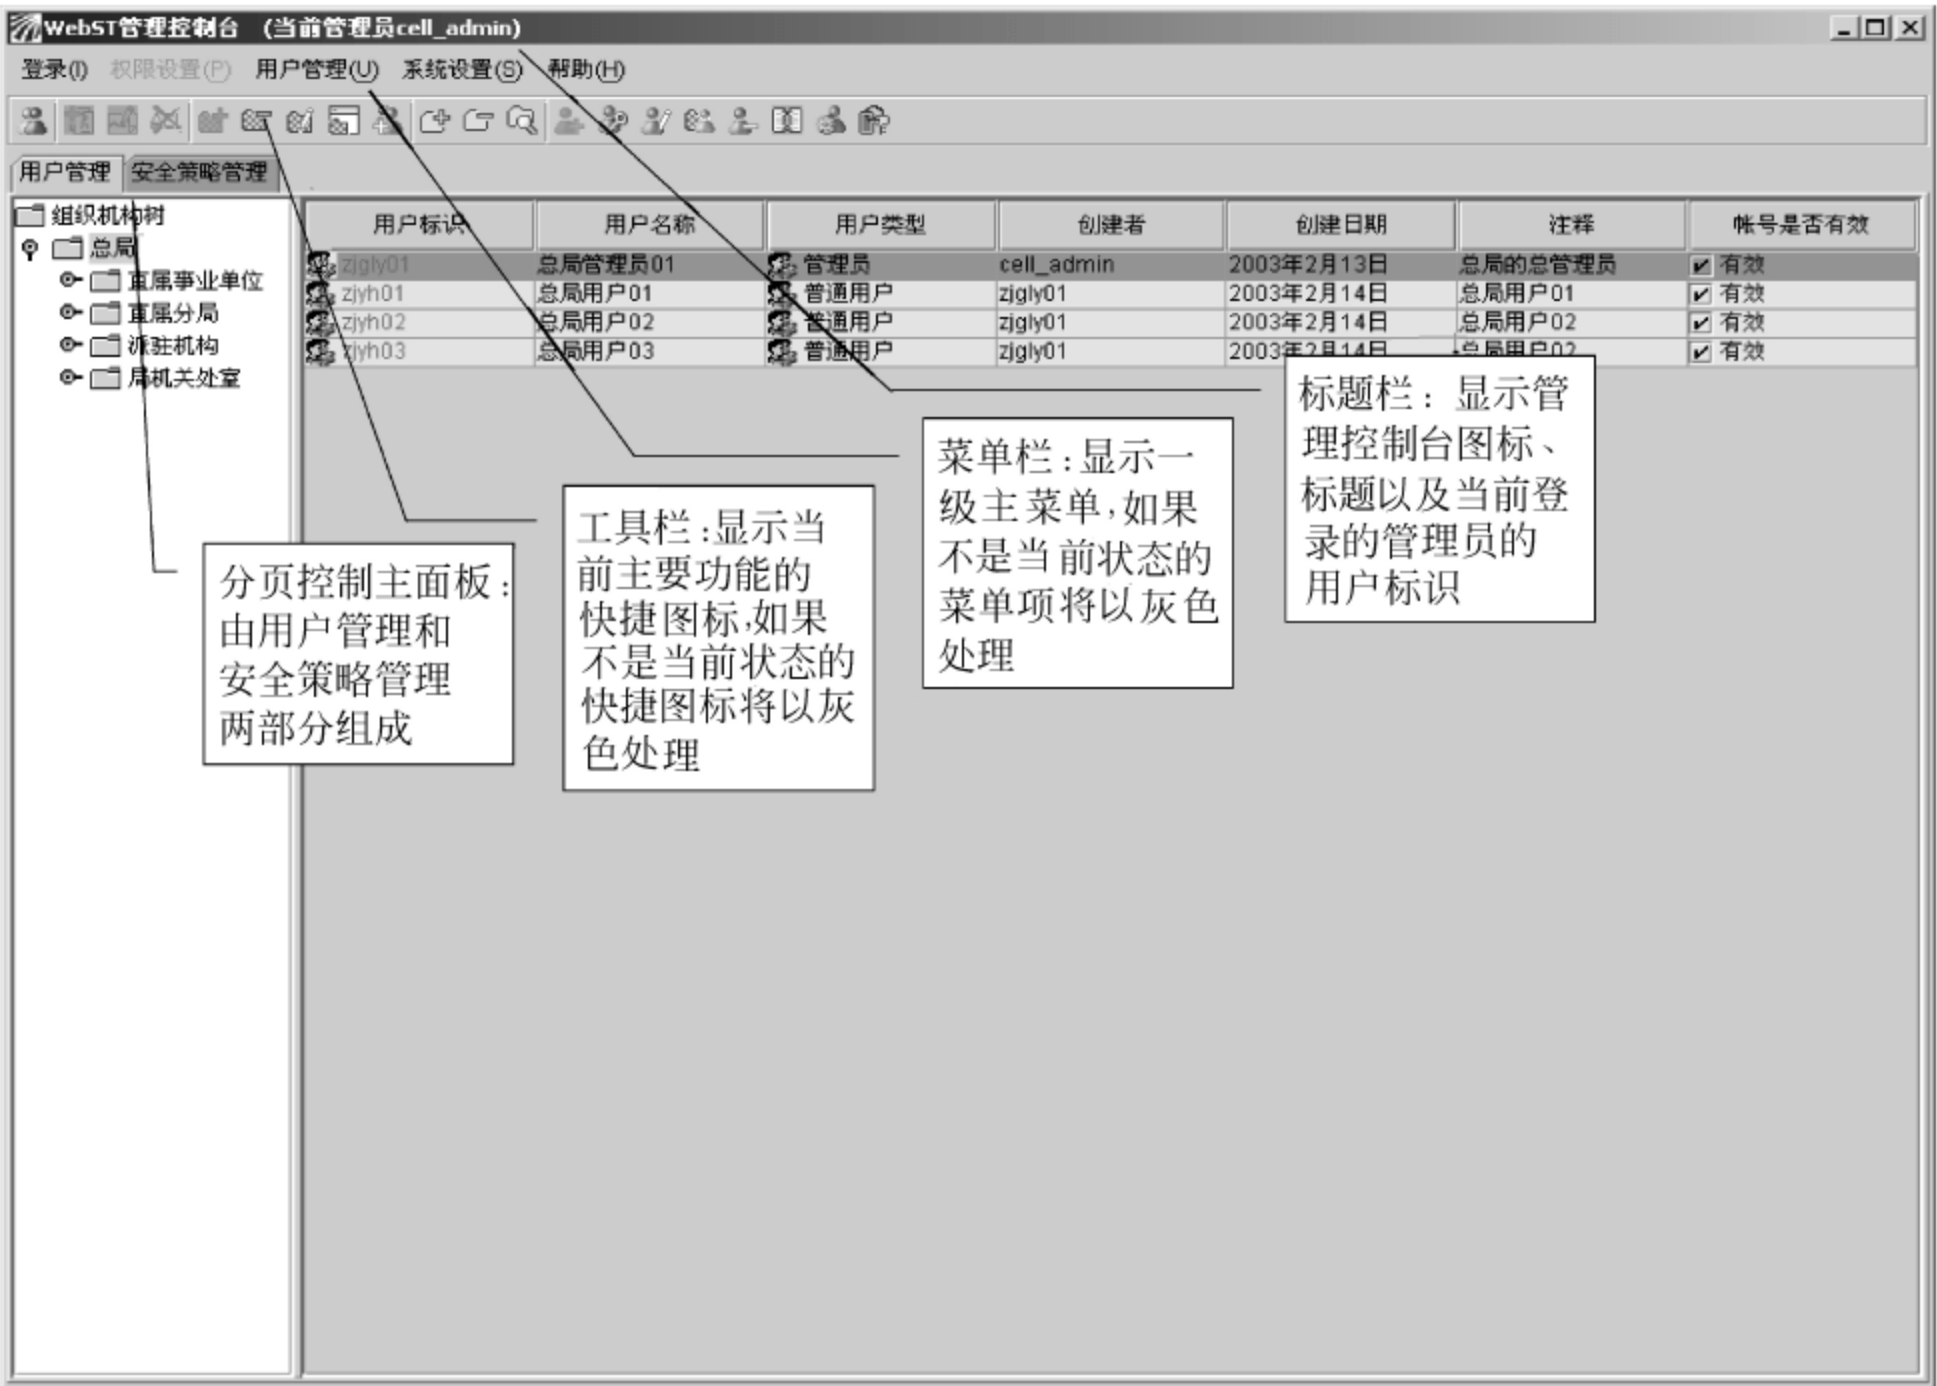 WebST管理控制台 (当前管理员cell_admin)
登录(I) 权限设置(P) 用户管理(U) 系统设置(S) 帮助(H)
用户管理 安全策略管理
组织机构树
总局
直属事业单位
直属分局
派驻机构
局机关处室
用户标识 用户名称 用户类型 创建者 创建日期 注释 帐号是否有效
zjgly01 总局管理员01 管理员 cell_admin 2003年2月13日 总局的总管理员 有效
zjyh01 总局用户01 普通用户 zjgly01 2003年2月14日 总局用户01 有效
zjyh02 总局用户02 普通用户 zjgly01 2003年2月14日 总局用户02 有效
zjyh03 总局用户03 普通用户 zjgly01 2003年2月14日 总局用户02 有效
分页控制主面板:
由用户管理和
安全策略管理
两部分组成
工具栏:显示当
前主要功能的
快捷图标,如果
不是当前状态的
快捷图标将以灰
色处理
菜单栏:显示一
级主菜单,如果
不是当前状态的
菜单项将以灰色
处理
标题栏:显示管
理控制台图标、
标题以及当前登
录的管理员的
用户标识